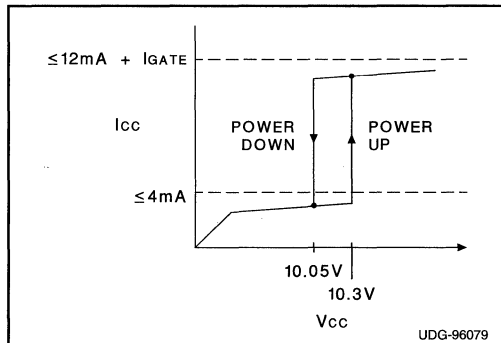 ≤12mA + IGATE
ICC
POWER DOWN
POWER UP
≤4mA
10.05V
10.3V
VCC
UDG-96079